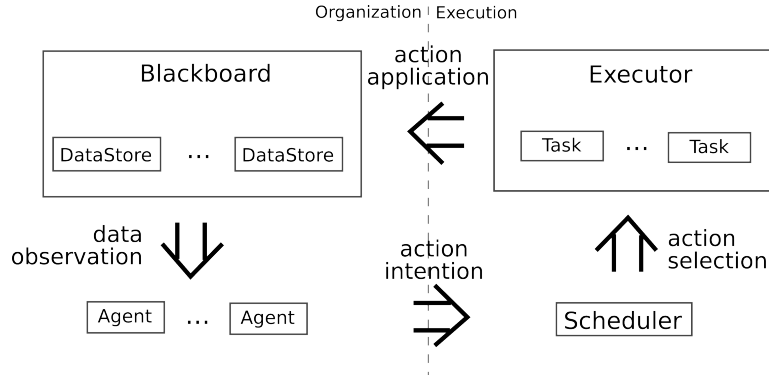 Organization Execution
action
application
Blackboard
Executor
DataStore ... DataStore
Task ... Task
data
observation
action
intention
action
selection
Agent ... Agent
Scheduler